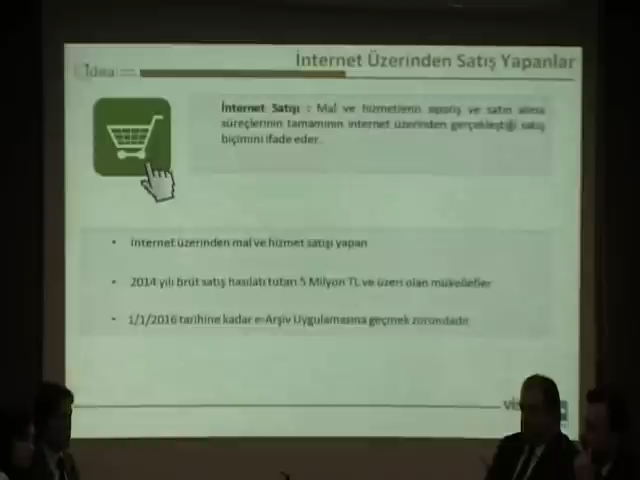 İnternet Üzerinden Satış Yapanlar
idea
İnternet Satışı : Mal ve hizmetlerin sipariş ve satın alma
süreçlerinin tamamının internet üzerinden gerçekleştiği satış
biçimini ifade eder.
• İnternet üzerinden mal ve hizmet satışı yapan
• 2014 yılı brüt satış hasılatı tutarı 5 Milyon TL ve üzeri olan mükellefler
• 1/1/2016 tarihine kadar e-Arşiv Uygulamasına geçmek zorundadır